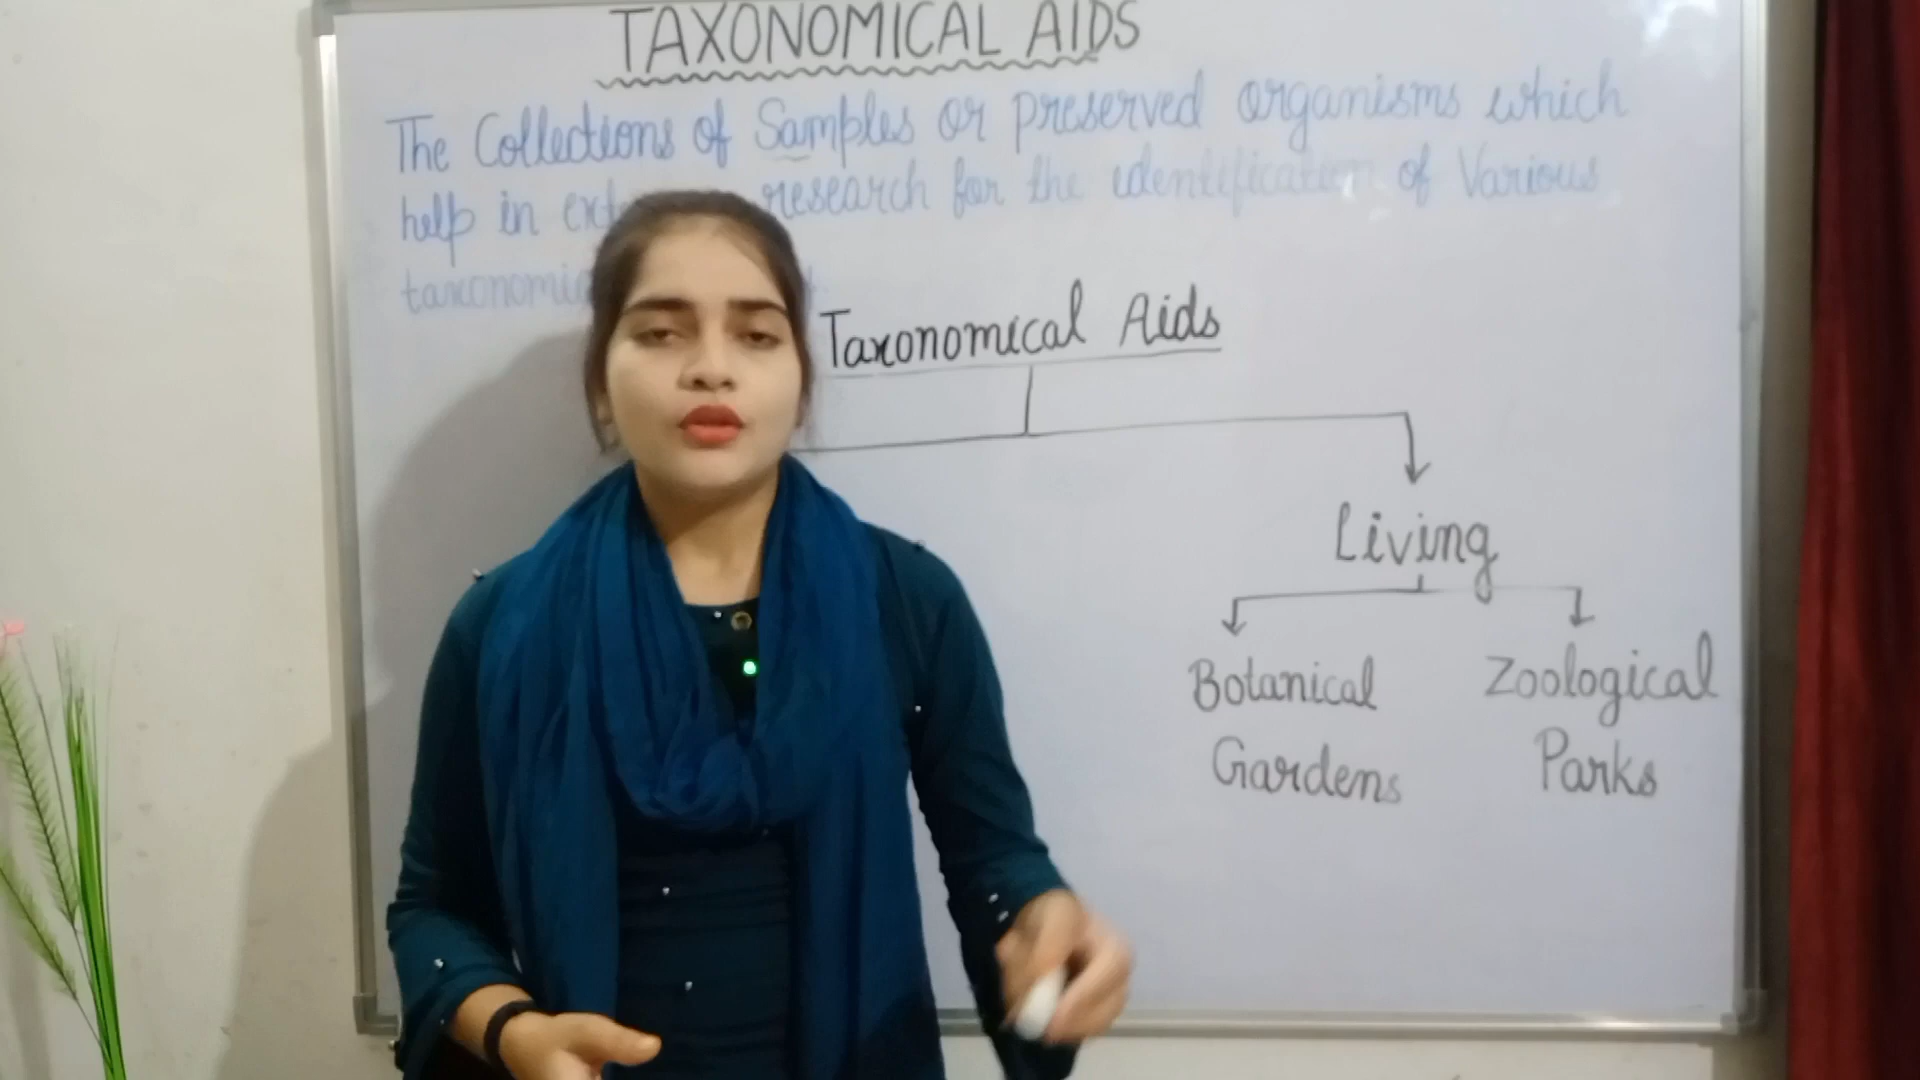 TAXONOMICAL AIDS
The Collections of Samples or preserved organisms which
help in research for the identification of Various
Taxonomical Aids
Living
Botanical Gardens
Zoological Parks